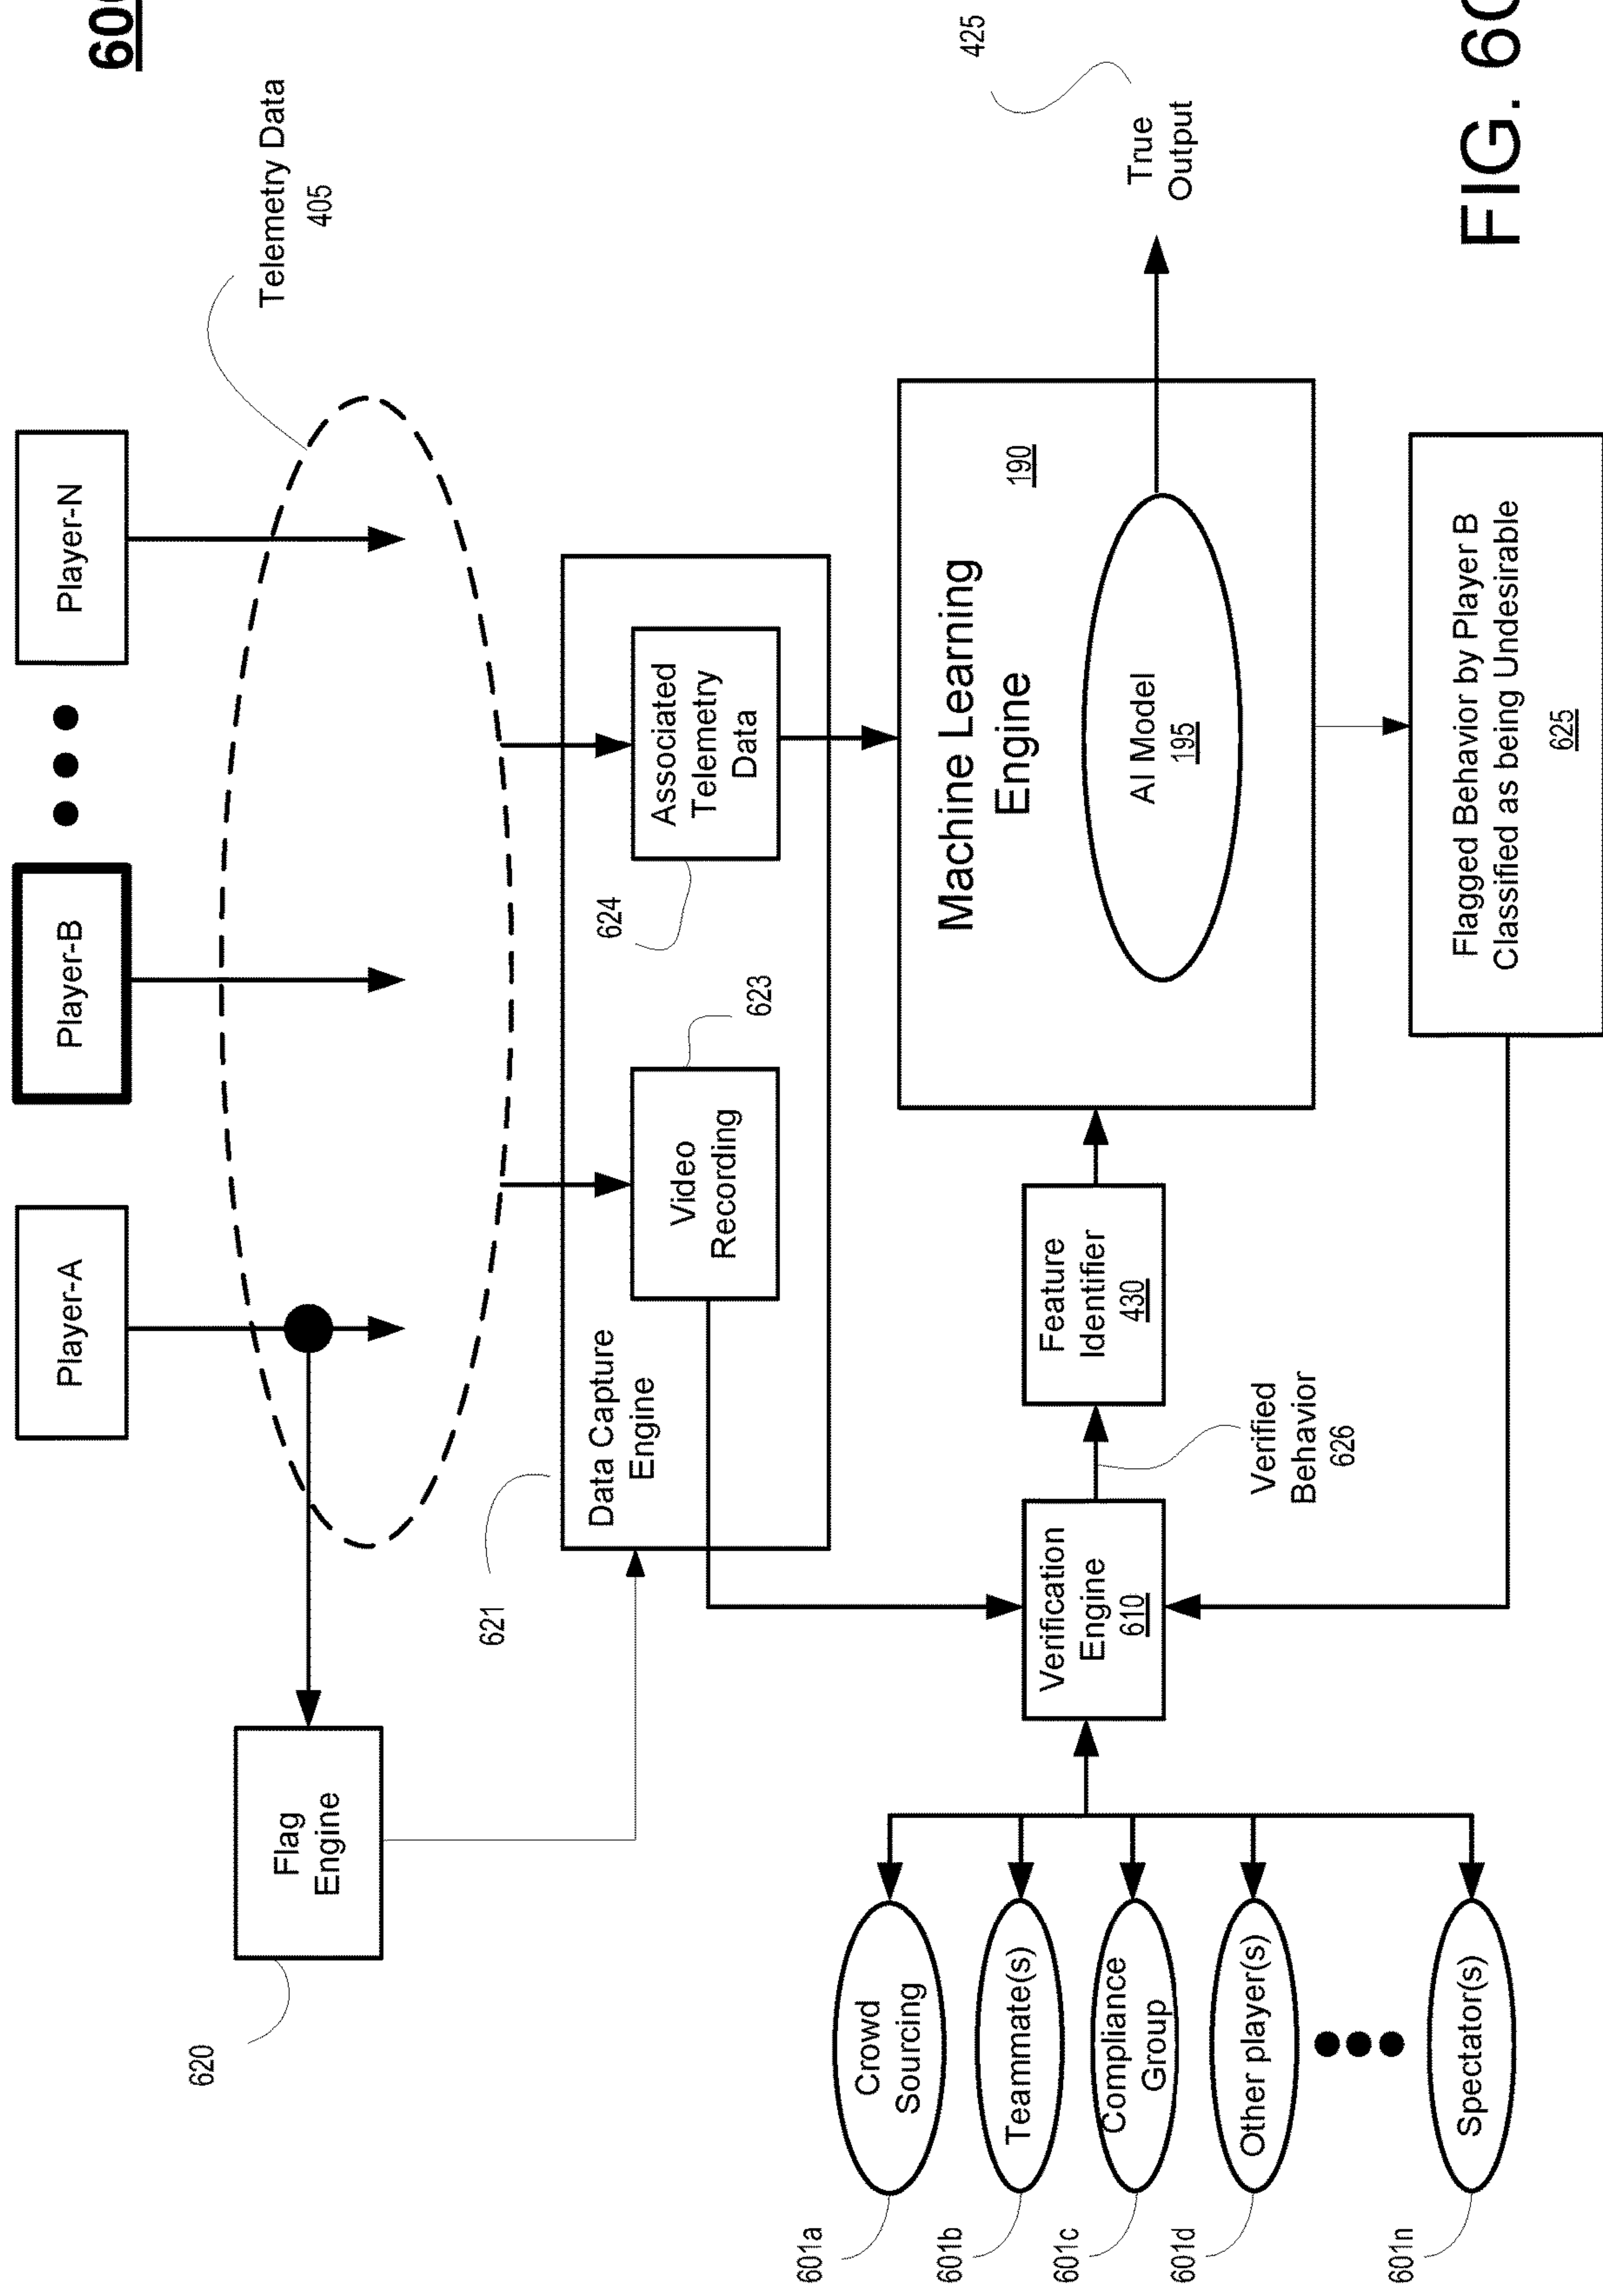 Player-A
Player-B
Player-N
Telemetry Data
405
Flag
Engine
620
621
Data Capture
Engine
Video
Recording
623
Associated
Telemetry
Data
624
601a
Crowd
Sourcing
601b
Teammate(s)
601c
Compliance
Group
601d
Other player(s)
601n
Spectator(s)
Verification
Engine
610
Verified
Behavior
626
Feature
Identifier
430
Machine Learning
Engine
190
AI Model
195
True
Output
425
Flagged Behavior by Player B
Classified as being Undesirable
625
FIG. 6C